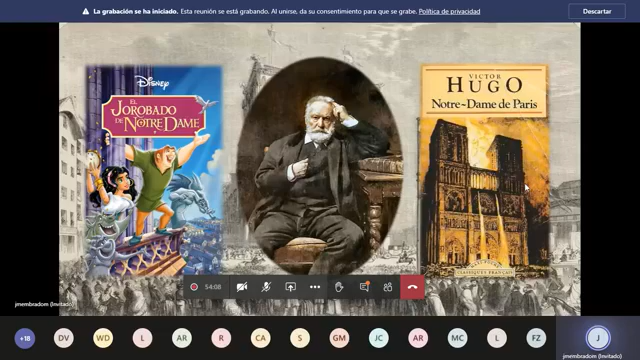 La grabación se ha iniciado. Esta reunión se está grabando. Al unirse, da su consentimiento para que se grabe. Política de privacidad
Descartar
Disney
EL
JOROBADO
DE NOTRE DAME
VICTOR
HUGO
Notre-Dame de Paris
CLASSIQUES FRANÇAIS
54:08
jmembradom (Invitado)
+18
DV
WD
L
AR
R
CA
S
GM
JC
AR
MC
L
FZ
J
jmembradom (Invitado)